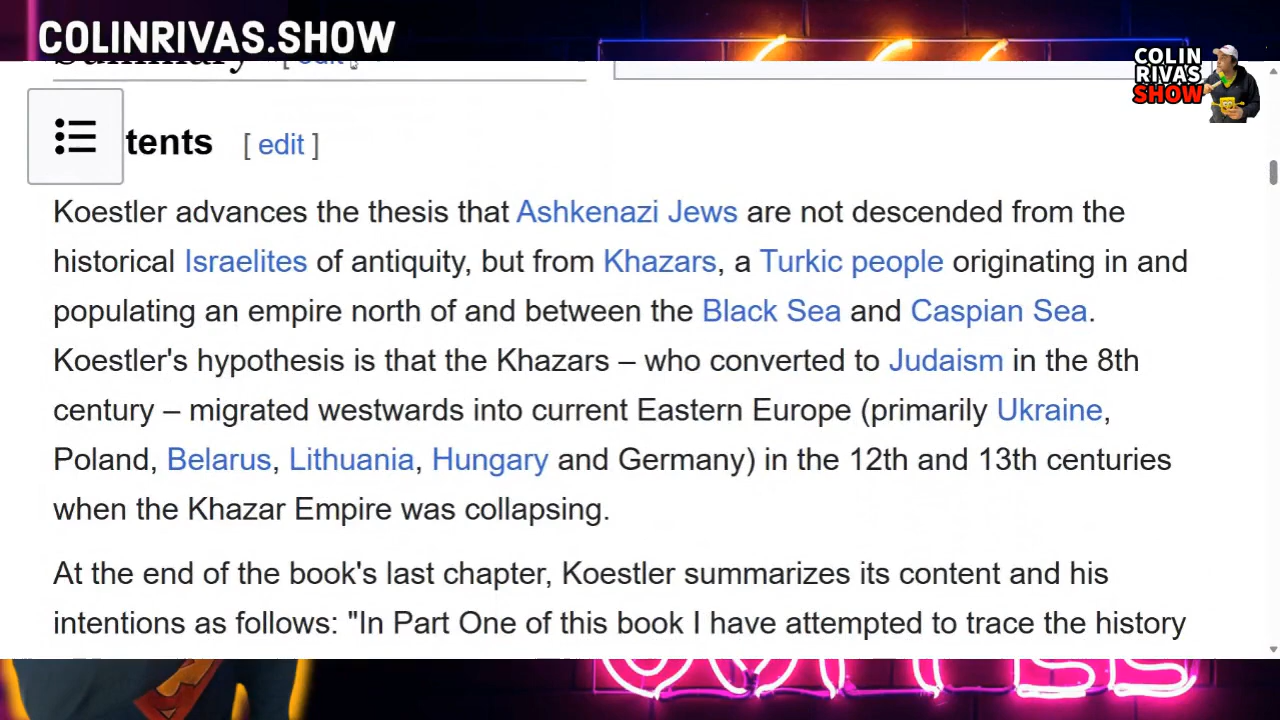 COLINRIVAS.SHOW
COLIN
RIVAS
SHOW
Summary [ edit ]
tents [ edit ]
Koestler advances the thesis that Ashkenazi Jews are not descended from the
historical Israelites of antiquity, but from Khazars, a Turkic people originating in and
populating an empire north of and between the Black Sea and Caspian Sea.
Koestler's hypothesis is that the Khazars – who converted to Judaism in the 8th
century – migrated westwards into current Eastern Europe (primarily Ukraine,
Poland, Belarus, Lithuania, Hungary and Germany) in the 12th and 13th centuries
when the Khazar Empire was collapsing.
At the end of the book's last chapter, Koestler summarizes its content and his
intentions as follows: "In Part One of this book I have attempted to trace the history